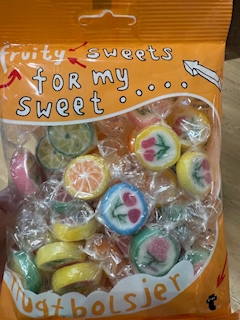 fruity sweets
FOR my
sweet ....
frugtbolsjer